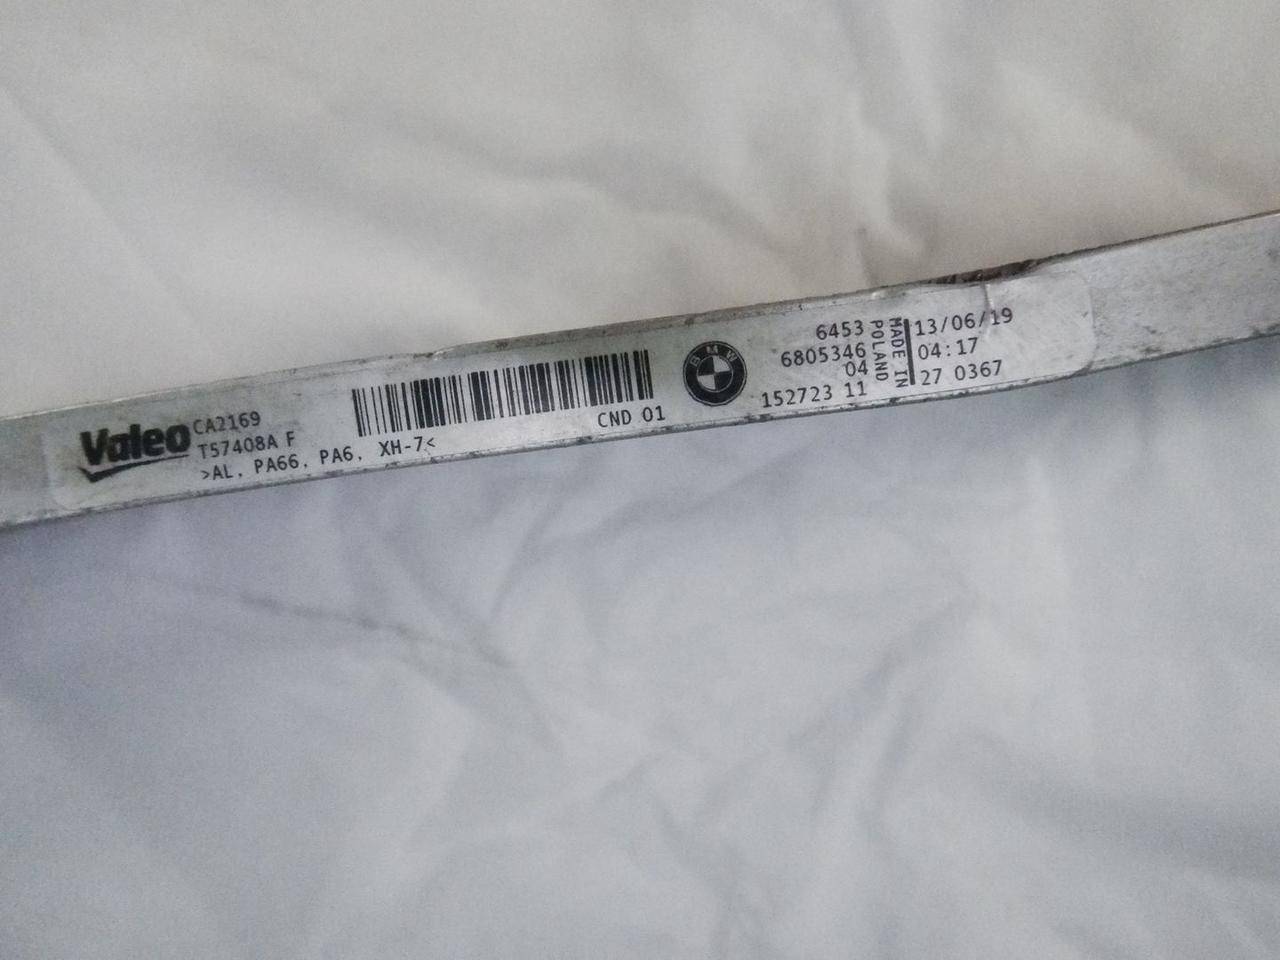 Valeo
CA2169
T57408A F
>AL, PA66, PA6, XH-7<
CND 01
BMW
6453
6805346
04
152723 11
MADE IN
POLAND
13/06/19
04:17
27 0367